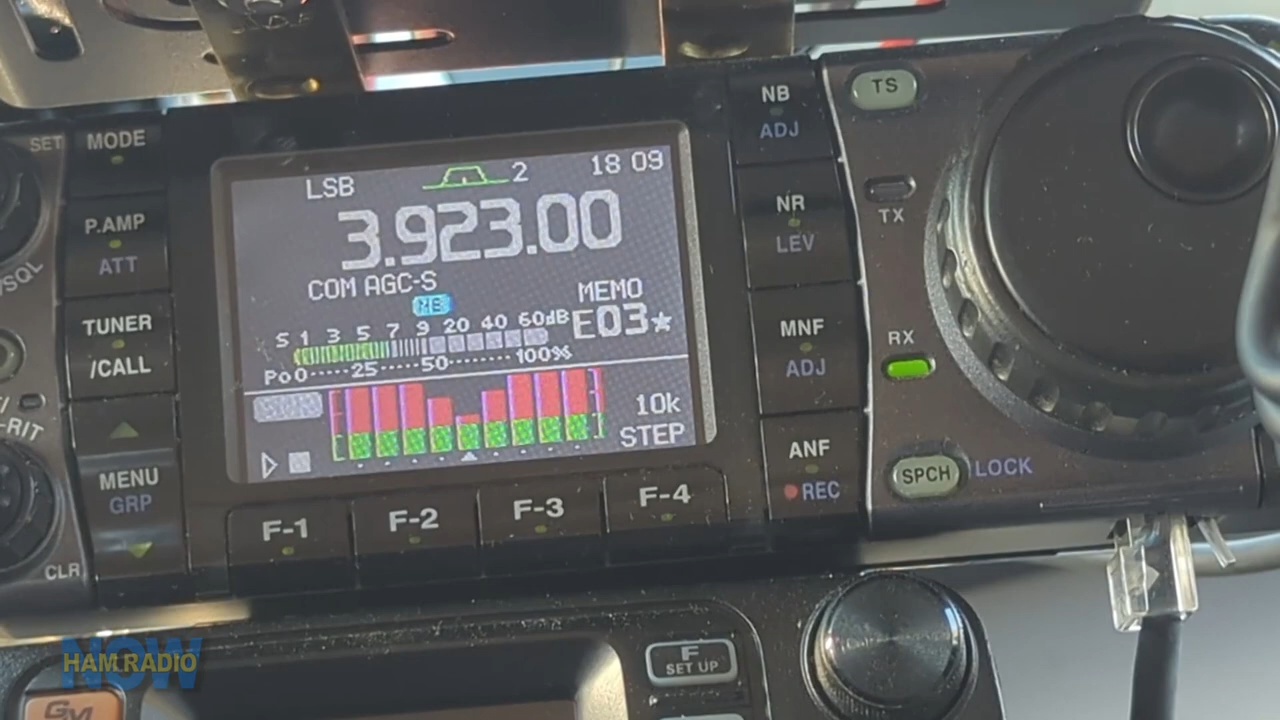 SET
MODE
P.AMP
ATT
/SQL
TUNER
/CALL
-RIT
MENU
GRP
CLR
LSB
2
18 09
3.923.00
COM AGC-S
MEMO
E03★
S 1 3 5 7 9 20 40 60dB
Po0 25 50 100%
10k
STEP
F-1
F-2
F-3
F-4
NB
ADJ
NR
LEV
MNF
ADJ
ANF
REC
TS
TX
RX
SPCH
LOCK
F
SET UP
NOW
HAM RADIO
GM